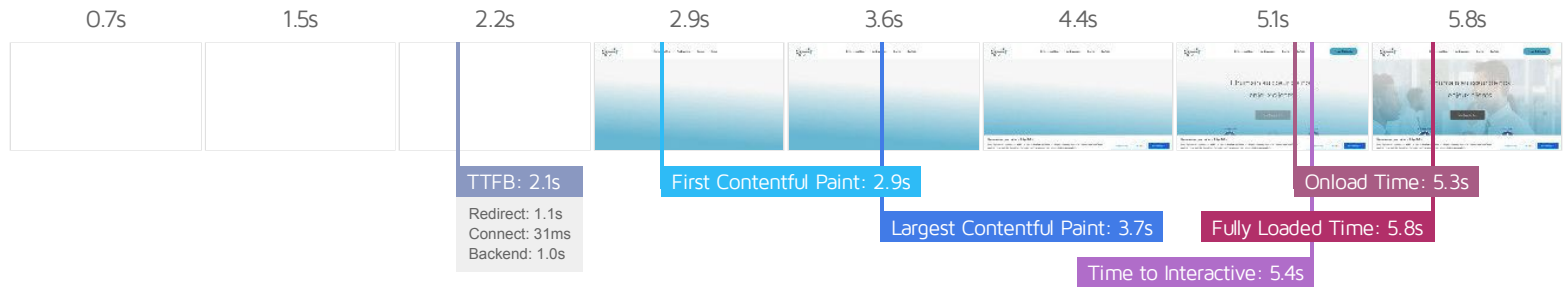 0.7s
1.5s
2.2s
2.9s
3.6s
4.4s
5.1s
5.8s
TTFB: 2.1s
Redirect: 1.1s
Connect: 31ms
Backend: 1.0s
First Contentful Paint: 2.9s
Largest Contentful Paint: 3.7s
Onload Time: 5.3s
Fully Loaded Time: 5.8s
Time to Interactive: 5.4s